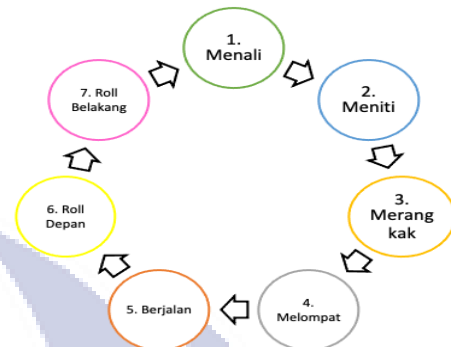 1.
Menali
2.
Meniti
3.
Merang
kak
4.
Melompat
5. Berjalan
6. Roll
Depan
7. Roll
Belakang